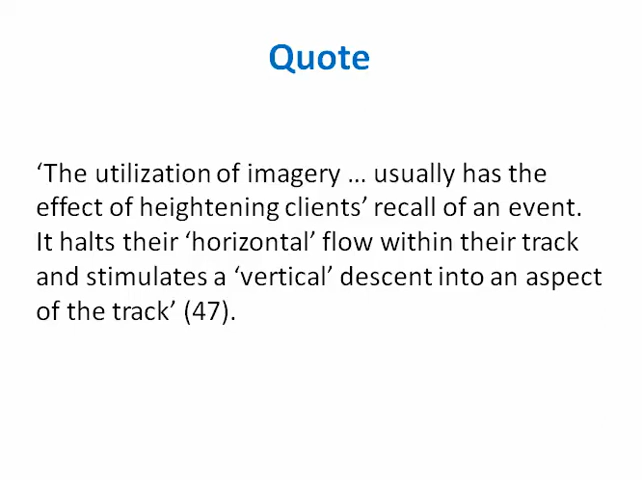 Quote
‘The utilization of imagery … usually has the
effect of heightening clients’ recall of an event.
It halts their ‘horizontal’ flow within their track
and stimulates a ‘vertical’ descent into an aspect
of the track’ (47).